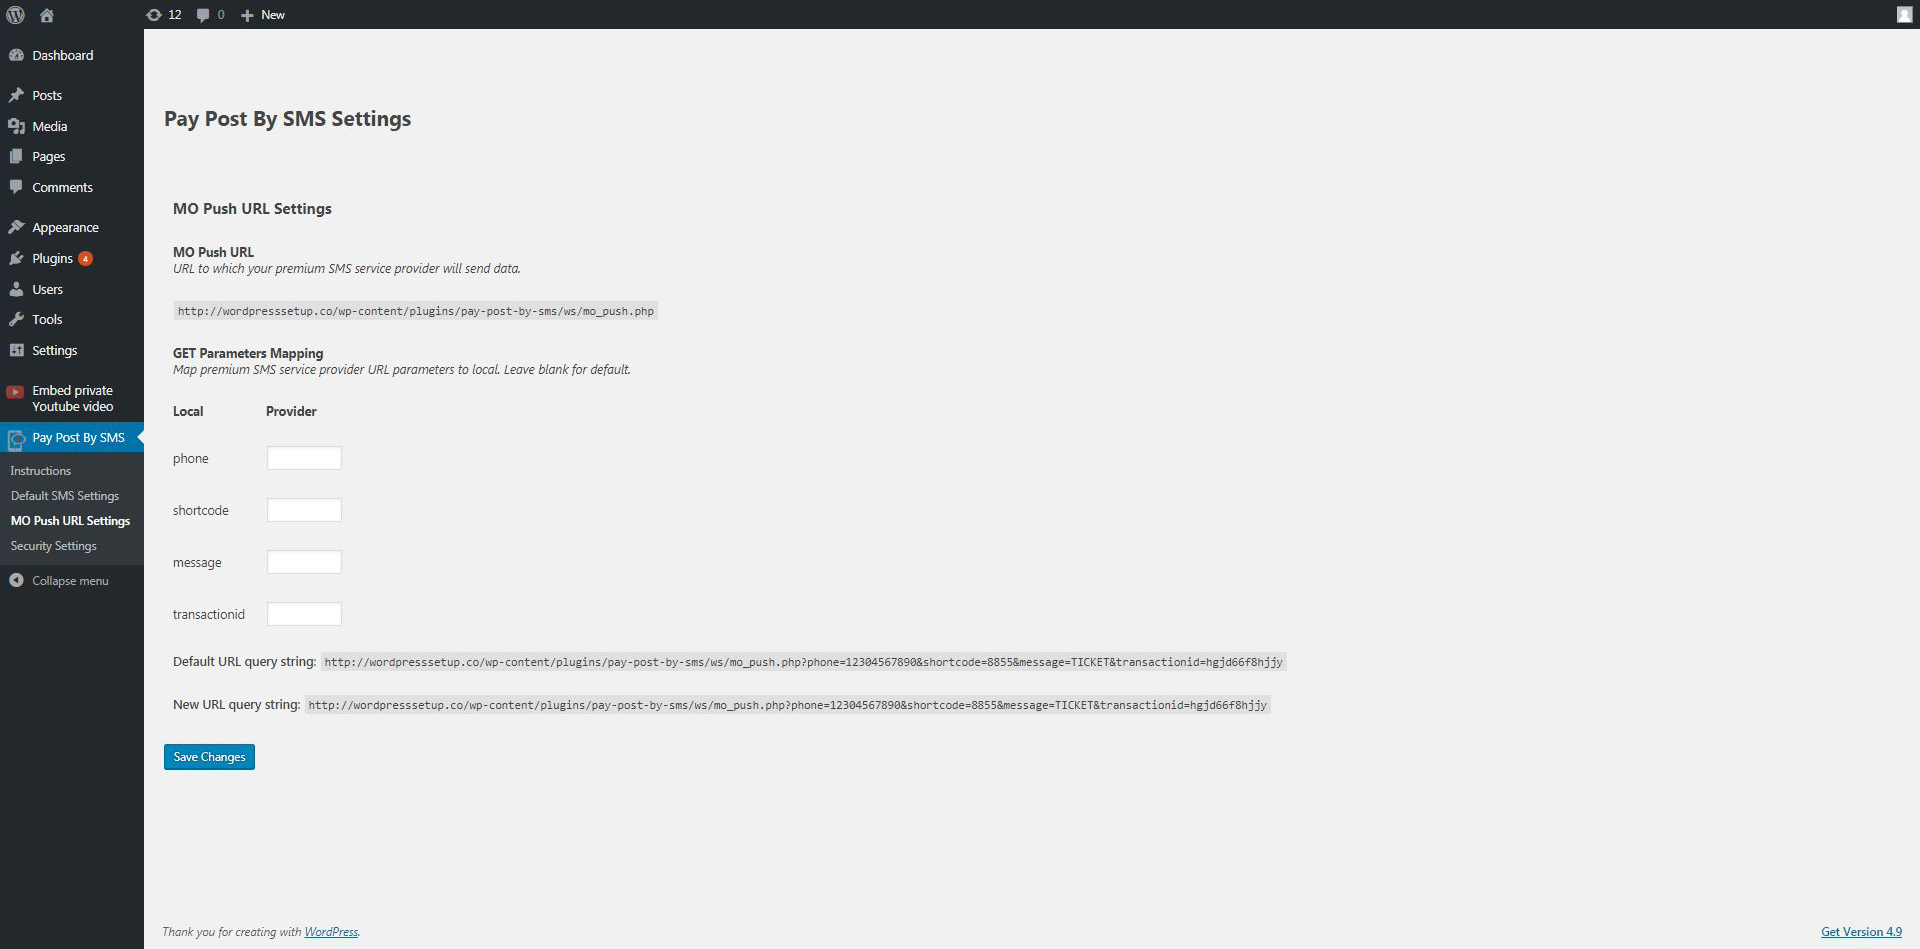 12 0 New
Dashboard
Posts
Media
Pages
Comments
Appearance
Plugins 4
Users
Tools
Settings
Embed private
Youtube video
Pay Post By SMS
Instructions
Default SMS Settings
MO Push URL Settings
Security Settings
Collapse menu
Pay Post By SMS Settings
MO Push URL Settings
MO Push URL
URL to which your premium SMS service provider will send data.
http://wordpresssetup.co/wp-content/plugins/pay-post-by-sms/ws/mo_push.php
GET Parameters Mapping
Map premium SMS service provider URL parameters to local. Leave blank for default.
Local Provider
phone
shortcode
message
transactionid
Default URL query string: http://wordpresssetup.co/wp-content/plugins/pay-post-by-sms/ws/mo_push.php?phone=12304567890&shortcode=8855&message=TICKET&transactionid=hgjd66f8hjjy
New URL query string: http://wordpresssetup.co/wp-content/plugins/pay-post-by-sms/ws/mo_push.php?phone=12304567890&shortcode=8855&message=TICKET&transactionid=hgjd66f8hjjy
Save Changes
Thank you for creating with WordPress.
Get Version 4.9